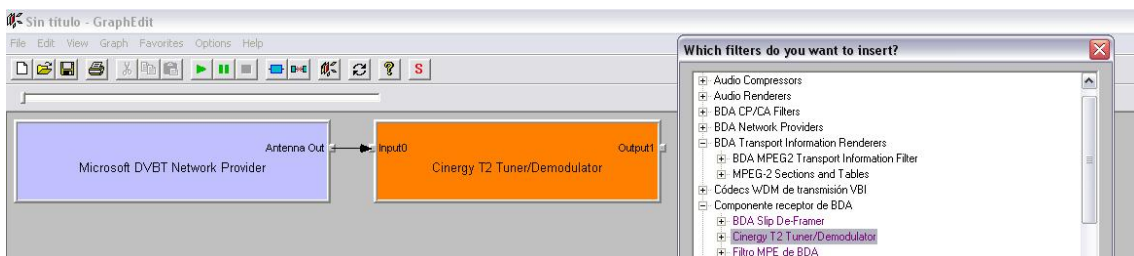 Sin título - GraphEdit
File Edit View Graph Favorites Options Help
S
Antenna Out
Microsoft DVBT Network Provider
Input0
Output1
Cinergy T2 Tuner/Demodulator
Which filters do you want to insert?
Audio Compressors
Audio Renderers
BDA CP/CA Filters
BDA Network Providers
BDA Transport Information Renderers
BDA MPEG2 Transport Information Filter
MPEG-2 Sections and Tables
Códecs WDM de transmisión VBI
Componente receptor de BDA
BDA Slip De-Framer
Cinergy T2 Tuner/Demodulator
Filtro MPE de BDA